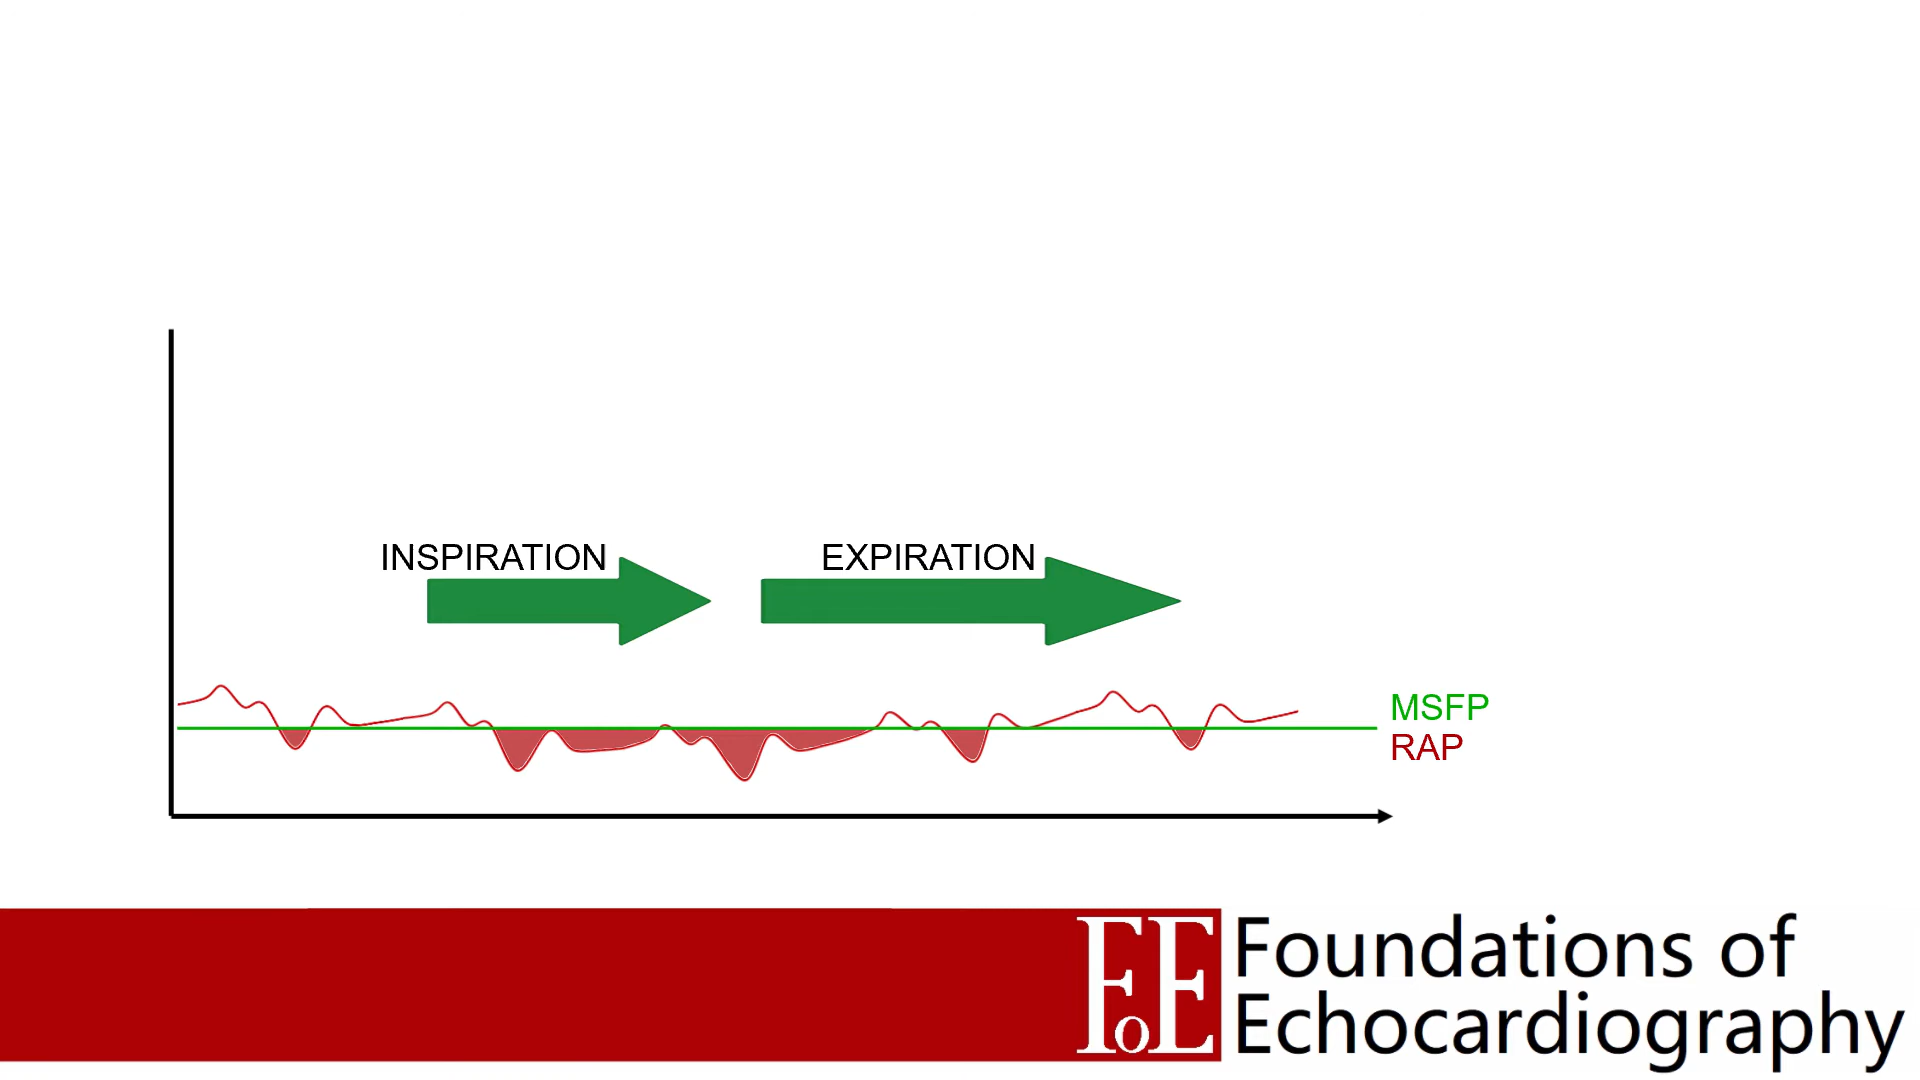 INSPIRATION
EXPIRATION
MSFP
RAP
FoE
Foundations of
Echocardiography